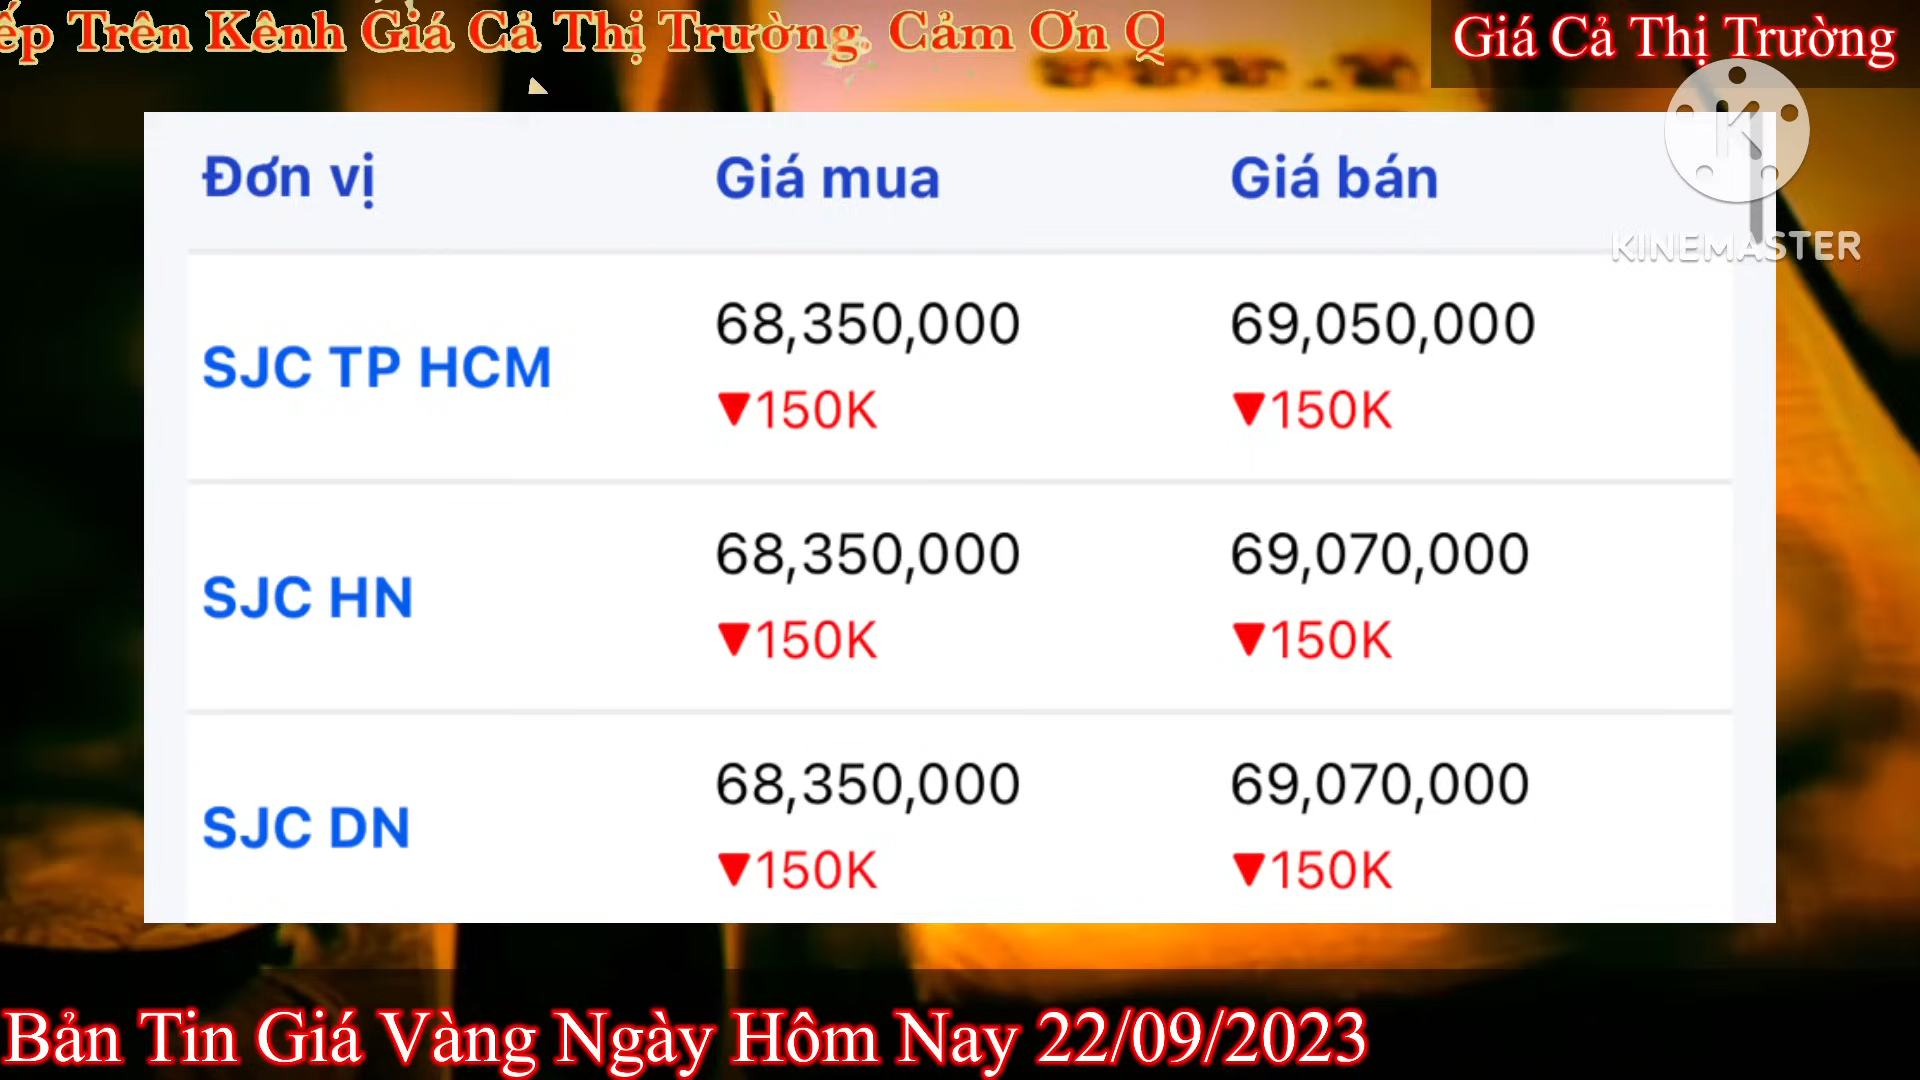 Trên Kênh Giá Cả Thị Trường, Cảm Ơn Q
Giá Cả Thị Trường
KINEMASTER
Đơn vị Giá mua Giá bán
SJC TP HCM 68,350,000 69,050,000
▼150K ▼150K
SJC HN 68,350,000 69,070,000
▼150K ▼150K
SJC DN 68,350,000 69,070,000
▼150K ▼150K
Bản Tin Giá Vàng Ngày Hôm Nay 22/09/2023